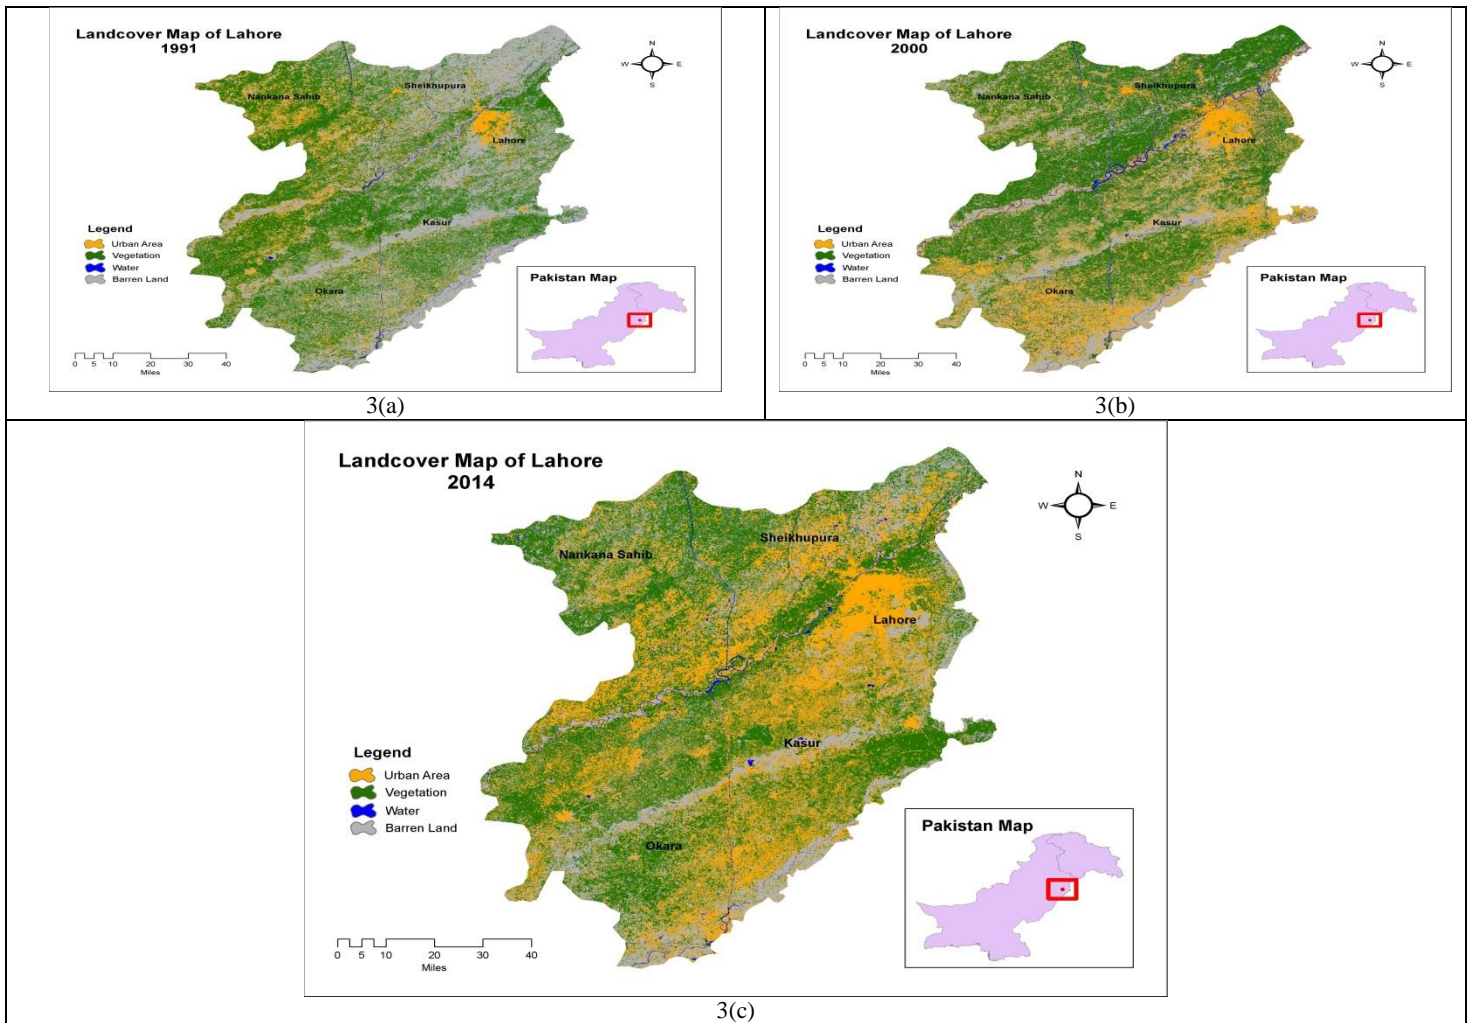 Landcover Map of Lahore
1991
N
W
E
S
Nankana Sahib
Sheikhupura
Lahore
Kasur
Okara
Legend
Urban Area
Vegetation
Water
Barren Land
0 5 10 20 30 40
Miles
Pakistan Map
3(a)
Landcover Map of Lahore
2000
N
W
E
S
Nankana Sahib
Sheikhupura
Lahore
Kasur
Okara
Legend
Urban Area
Vegetation
Water
Barren Land
0 5 10 20 30 40
Miles
Pakistan Map
3(b)
Landcover Map of Lahore
2014
N
W
E
S
Nankana Sahib
Sheikhupura
Lahore
Kasur
Okara
Legend
Urban Area
Vegetation
Water
Barren Land
0 5 10 20 30 40
Miles
Pakistan Map
3(c)